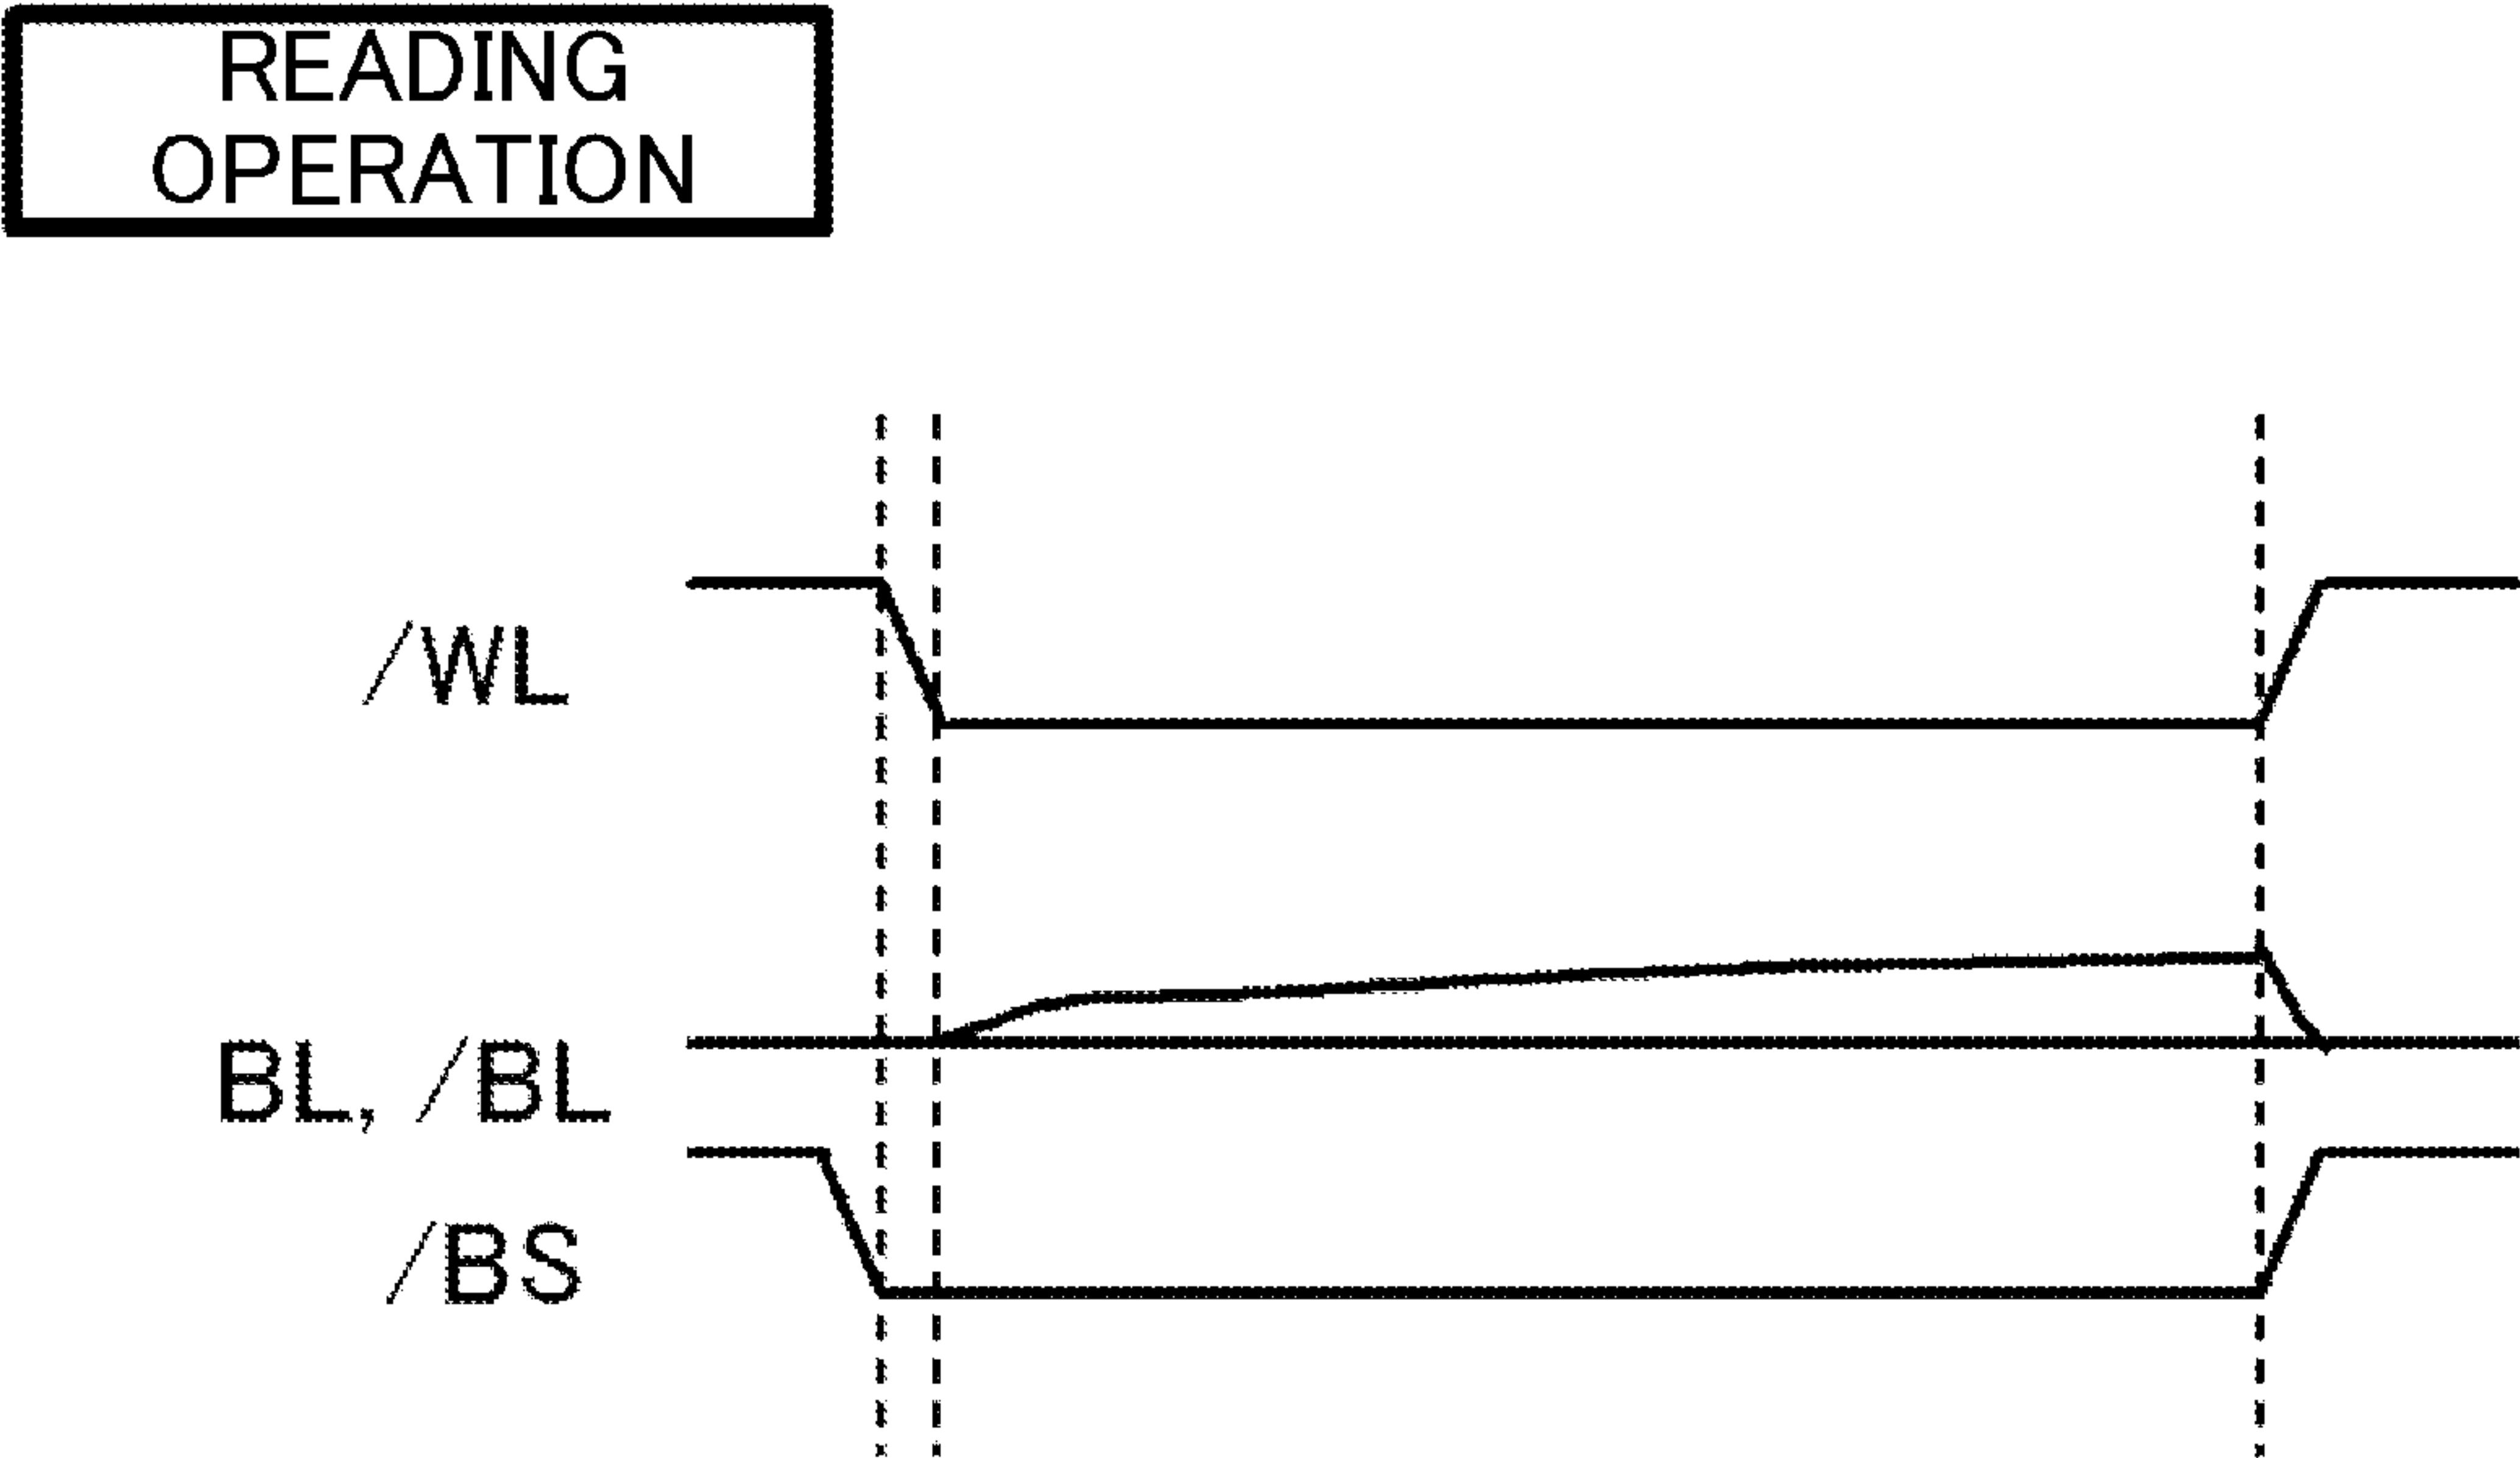 READING
OPERATION
/WL
BL, /BL
/BS